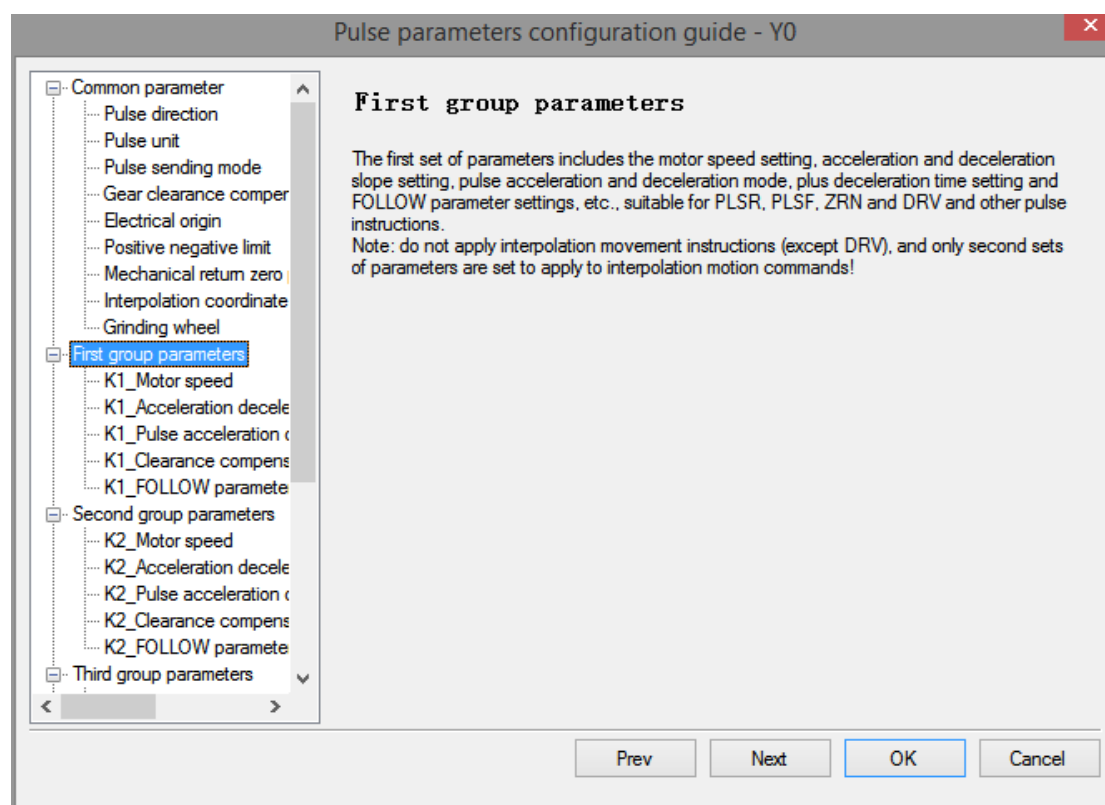 Pulse parameters configuration guide - Y0
Common parameter
Pulse direction
Pulse unit
Pulse sending mode
Gear clearance comper
Electrical origin
Positive negative limit
Mechanical return zero
Interpolation coordinate
Grinding wheel
First group parameters
K1_Motor speed
K1_Acceleration decele
K1_Pulse acceleration
K1_Clearance compens
K1_FOLLOW paramete
Second group parameters
K2_Motor speed
K2_Acceleration decele
K2_Pulse acceleration
K2_Clearance compens
K2_FOLLOW paramete
Third group parameters
First group parameters
The first set of parameters includes the motor speed setting, acceleration and deceleration
slope setting, pulse acceleration and deceleration mode, plus deceleration time setting and
FOLLOW parameter settings, etc., suitable for PLSR, PLSF, ZRN and DRV and other pulse
instructions.
Note: do not apply interpolation movement instructions (except DRV), and only second sets
of parameters are set to apply to interpolation motion commands!
Prev
Next
OK
Cancel